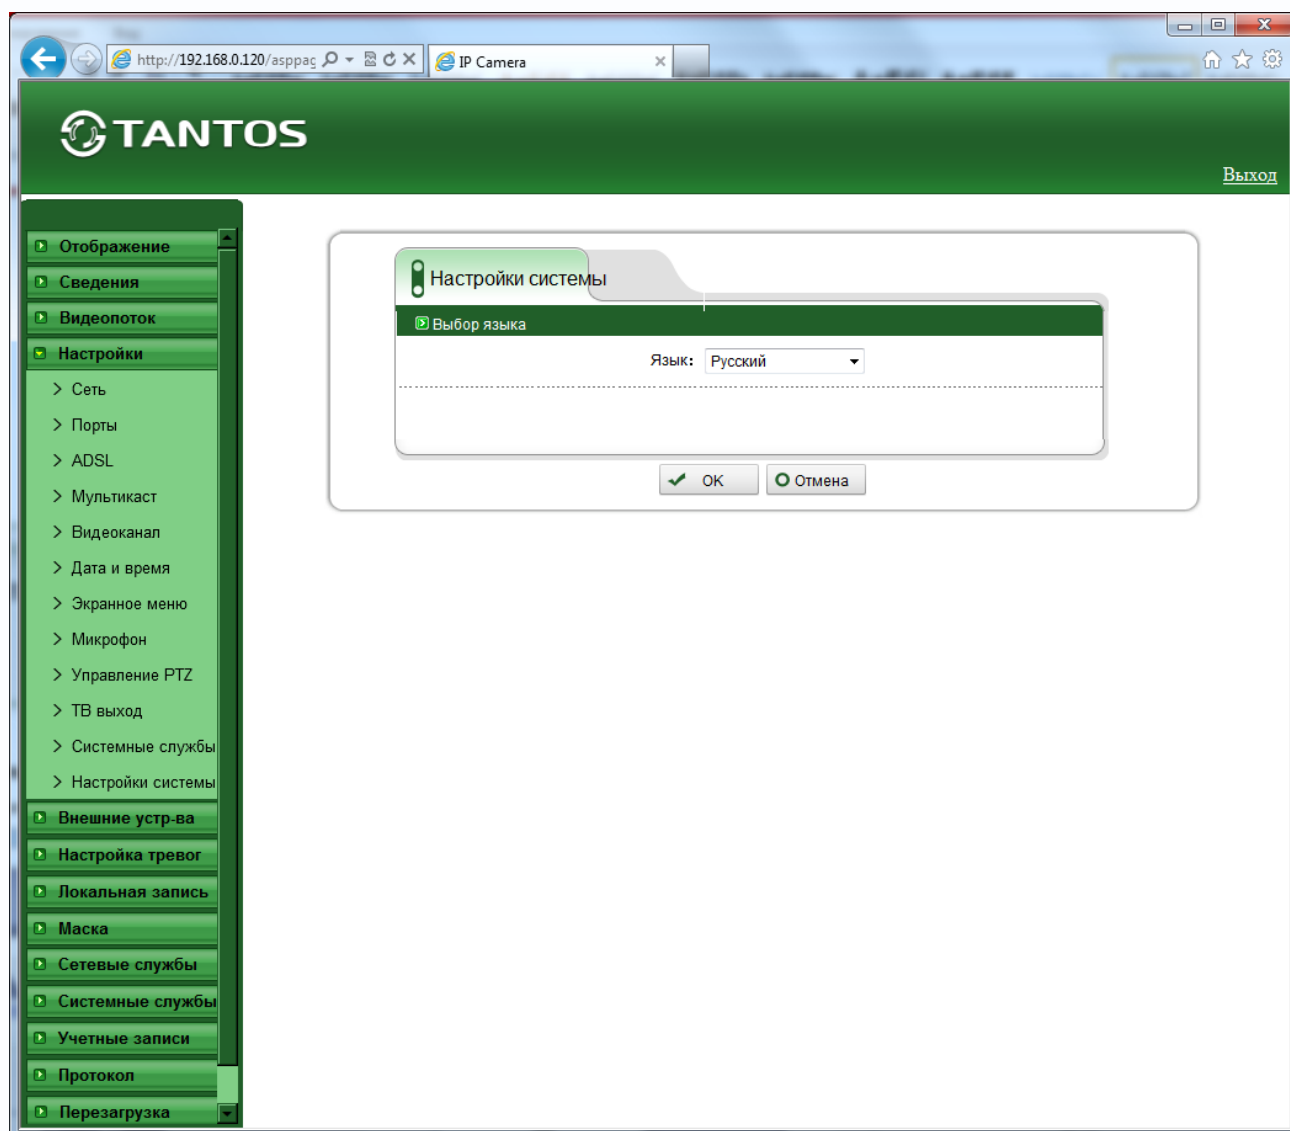 http://192.168.0.120/asppag
IP Camera
TANTOS
Выход
Отображение
Сведения
Видеопоток
Настройки
Сеть
Порты
ADSL
Мультикаст
Видеоканал
Дата и время
Экранное меню
Микрофон
Управление PTZ
ТВ выход
Системные службы
Настройки системы
Внешние устр-ва
Настройка тревог
Локальная запись
Маска
Сетевые службы
Системные службы
Учетные записи
Протокол
Перезагрузка
Настройки системы
Выбор языка
Язык: Русский
OK Отмена